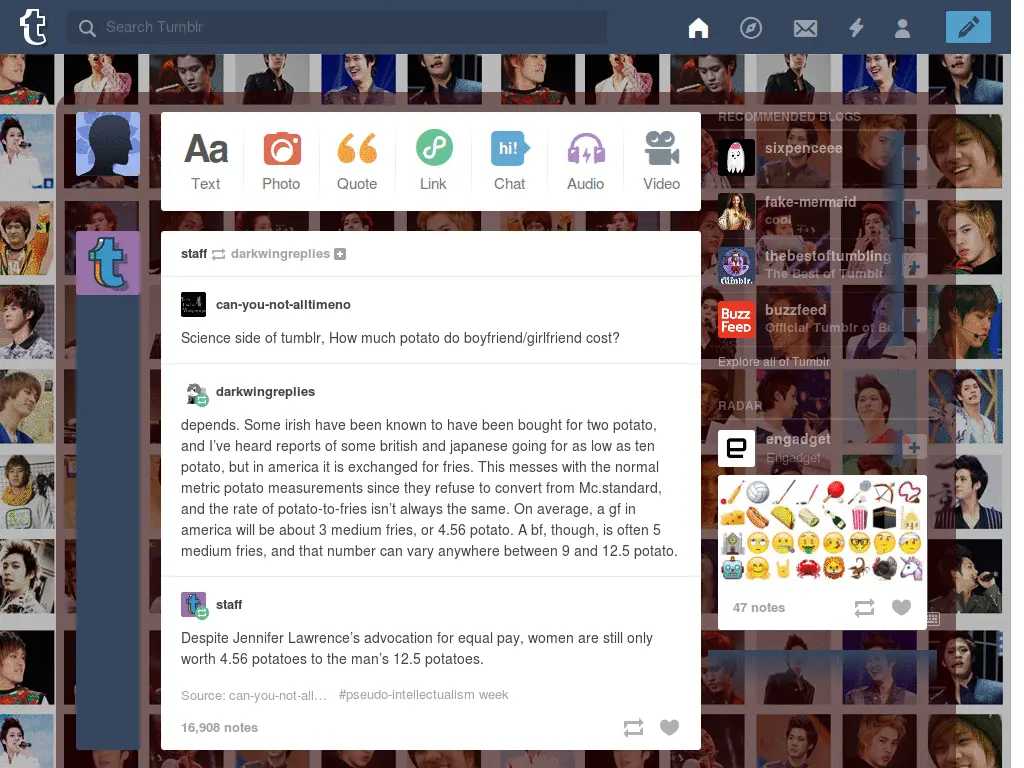 Search Tumblr
Aa
hi!
Text
Photo
Quote
Link
Chat
Audio
Video
staff darkwingreplies
can-you-not-alltimeno
Science side of tumblr, How much potato do boyfriend/girlfriend cost?
darkwingreplies
depends. Some irish have been known to have been bought for two potato,
and I've heard reports of some british and japanese going for as low as ten
potato, but in america it is exchanged for fries. This messes with the normal
metric potato measurements since they refuse to convert from Mc.standard,
and the rate of potato-to-fries isn't always the same. On average, a gf in
america will be about 3 medium fries, or 4.56 potato. A bf, though, is often 5
medium fries, and that number can vary anywhere between 9 and 12.5 potato.
staff
Despite Jennifer Lawrence's advocation for equal pay, women are still only
worth 4.56 potatoes to the man's 12.5 potatoes.
Source: can-you-not-all… #pseudo-intellectualism week
16,908 notes
RECOMMENDED BLOGS
sixpenceee
fake-mermaid
cool
thebestoftumbling
The Best of Tumblr
BUZZ
FEED
buzzfeed
Official Tumblr of Bu
Explore all of Tumblr
RADAR
engadget
Engadget
47 notes